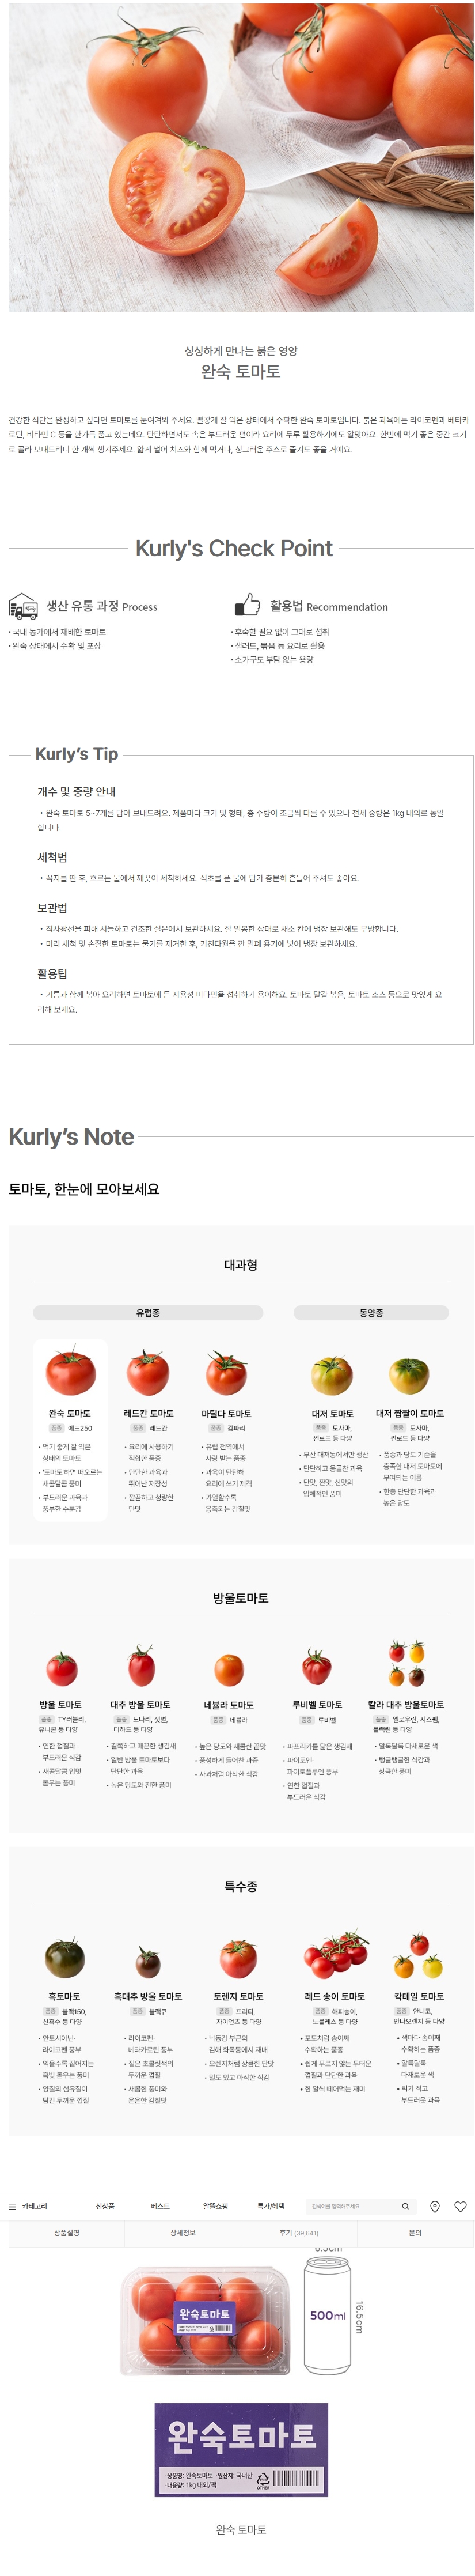 싱싱하게 만나는 붉은 영양
완숙 토마토
건강한 식단을 완성하고 싶다면 토마토를 눈여겨봐 주세요. 빨갛게 잘 익은 상태에서 수확한 완숙 토마토입니다. 붉은 과육에는 라이코펜과 베타카
로틴, 비타민 C 등을 한가득 품고 있는데요. 탄탄하면서도 속은 부드러운 편이라 요리에 두루 활용하기에도 알맞아요. 한번에 먹기 좋은 중간 크기
로 골라 보내드리니 한 개씩 챙겨주세요. 얇게 썰어 치즈와 함께 먹거나, 싱그러운 주스로 즐겨도 좋을 거예요.
Kurly's Check Point
생산 유통 과정 Process
• 국내 농가에서 재배한 토마토
• 완숙 상태에서 수확 및 포장
활용법 Recommendation
• 후숙할 필요 없이 그대로 섭취
• 샐러드, 볶음 등 요리로 활용
• 소가구도 부담 없는 용량
Kurly's Tip
개수 및 중량 안내
• 완숙 토마토 5~7개를 담아 보내드려요. 제품마다 크기 및 형태, 총 수량이 조금씩 다를 수 있으나 전체 중량은 1kg 내외로 동일
합니다.
세척법
• 꼭지를 딴 후, 흐르는 물에서 깨끗이 세척하세요. 식초를 푼 물에 담가 충분히 흔들어 주셔도 좋아요.
보관법
• 직사광선을 피해 서늘하고 건조한 실온에서 보관하세요. 잘 밀봉한 상태로 채소 칸에 냉장 보관해도 무방합니다.
• 미리 세척 및 손질한 토마토는 물기를 제거한 후, 키친타월을 깐 밀폐 용기에 넣어 냉장 보관하세요.
활용팁
• 기름과 함께 볶아 요리하면 토마토에 든 지용성 비타민을 섭취하기 용이해요. 토마토 달걀 볶음, 토마토 소스 등으로 맛있게 요
리해 보세요.
Kurly's Note
토마토, 한눈에 모아보세요
대과형
유럽종
동양종
완숙 토마토
품종 에드250
• 먹기 좋게 잘 익은
상태의 토마토
• '토마토'하면 떠오르는
새콤달콤 풍미
• 부드러운 과육과
풍부한 수분감
레드칸 토마토
품종 레드칸
• 요리에 사용하기
적합한 품종
• 단단한 과육과
뛰어난 저장성
• 깔끔하고 청량한
단맛
마틸다 토마토
품종 캄파리
• 유럽 전역에서
사랑 받는 품종
• 과육이 탄탄해
요리에 쓰기 제격
• 가열할수록
응축되는 감칠맛
대저 토마토
품종 도사마,
썬로드 등 다양
• 부산 대저동에서만 생산
• 단단하고 옹골찬 과육
• 단맛, 짠맛, 신맛의
입체적인 풍미
대저 짭짤이 토마토
품종 도사마,
썬로드 등 다양
• 품종과 당도 기준을
충족한 대저 토마토에
부여되는 이름
• 한층 단단한 과육과
높은 당도
방울토마토
방울 토마토
품종 TY러블리,
유니콘 등 다양
• 연한 껍질과
부드러운 식감
• 새콤달콤 입맛
돋우는 풍미
대추 방울 토마토
품종 노나리, 샛별,
더하드 등 다양
• 길쭉하고 매끈한 생김새
• 일반 방울 토마토보다
단단한 과육
• 높은 당도와 진한 풍미
네뷸라 토마토
품종 네뷸라
• 높은 당도와 새콤한 끝맛
• 풍성하게 들어찬 과즙
• 사과처럼 아삭한 식감
루비벨 토마토
품종 루비벨
• 파프리카를 닮은 생김새
• 파이토엔·
파이토플루엔 풍부
• 연한 껍질과
부드러운 식감
칼라 대추 방울토마토
품종 옐로우린, 시스펜,
블랙킨 등 다양
• 알록달록 다채로운 색
• 탱글탱글한 식감과
상큼한 풍미
특수종
흑토마토
품종 블랙150,
신흑수 등 다양
• 안토시아닌·
라이코펜 풍부
• 익을수록 짙어지는
흑빛 돋우는 풍미
• 양질의 섬유질이
담긴 두꺼운 껍질
흑대추 방울 토마토
품종 블랙큐
• 라이코펜·
베타카로틴 풍부
• 짙은 초콜릿색의
두꺼운 껍질
• 새콤한 풍미와
은은한 감칠맛
토렌지 토마토
품종 프리티,
자이언츠 등 다양
• 낙동강 부근의
김해 화목동에서 재배
• 오렌지처럼 상큼한 단맛
• 밀도 있고 아삭한 식감
레드 송이 토마토
품종 해피송이,
노블레스 등 다양
• 포도처럼 송이째
수확하는 품종
• 쉽게 무르지 않는 두터운
껍질과 단단한 과육
• 한 알씩 떼어먹는 재미
칵테일 토마토
품종 안니코,
안나오렌지 등 다양
• 색마다 송이째
수확하는 품종
• 알록달록
다채로운 색
• 씨가 적고
부드러운 과육
카테고리 신상품 베스트 알뜰쇼핑 특가/혜택 검색어를 입력해주세요
상품설명 상세정보 후기 (39,641) 문의
6.5cm
완숙토마토
500ml
16.5cm
완숙토마토
·상품명: 완숙토마토 ·원산지: 국내산
·내용량: 1kg 내외/팩
OTHER
완숙 토마토